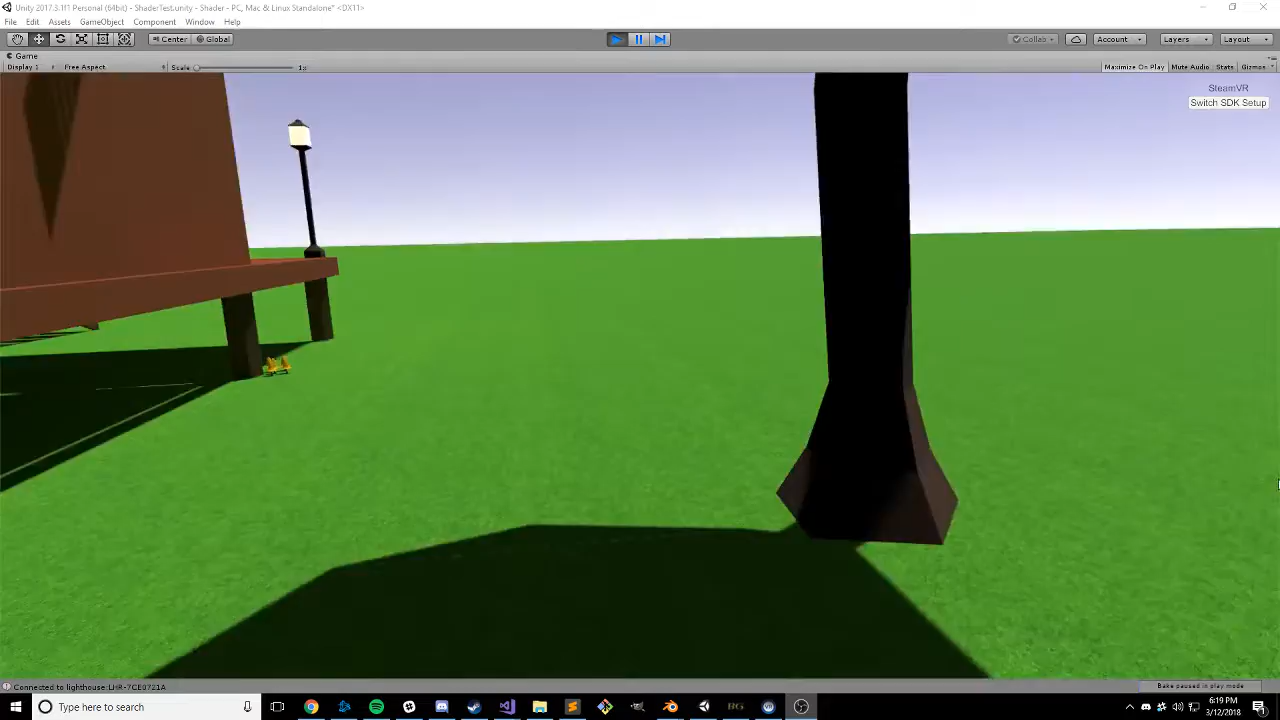 Unity 2017.3.1f1 Personal (64bit) - ShaderTest.unity - Shader - PC, Mac & Linux Standalone* <DX11>
File Edit Assets GameObject Component Window Help
Center Global Collab Account Layers Layout
Game
Display 1 Free Aspect Scale 1x Maximize On Play Mute Audio Stats Gizmos
SteamVR
Switch SDK Setup
Connected to lighthouse:LHR-7CE0721A Bake paused in play mode
Type here to search RG 6:19 PM
3/12/2018